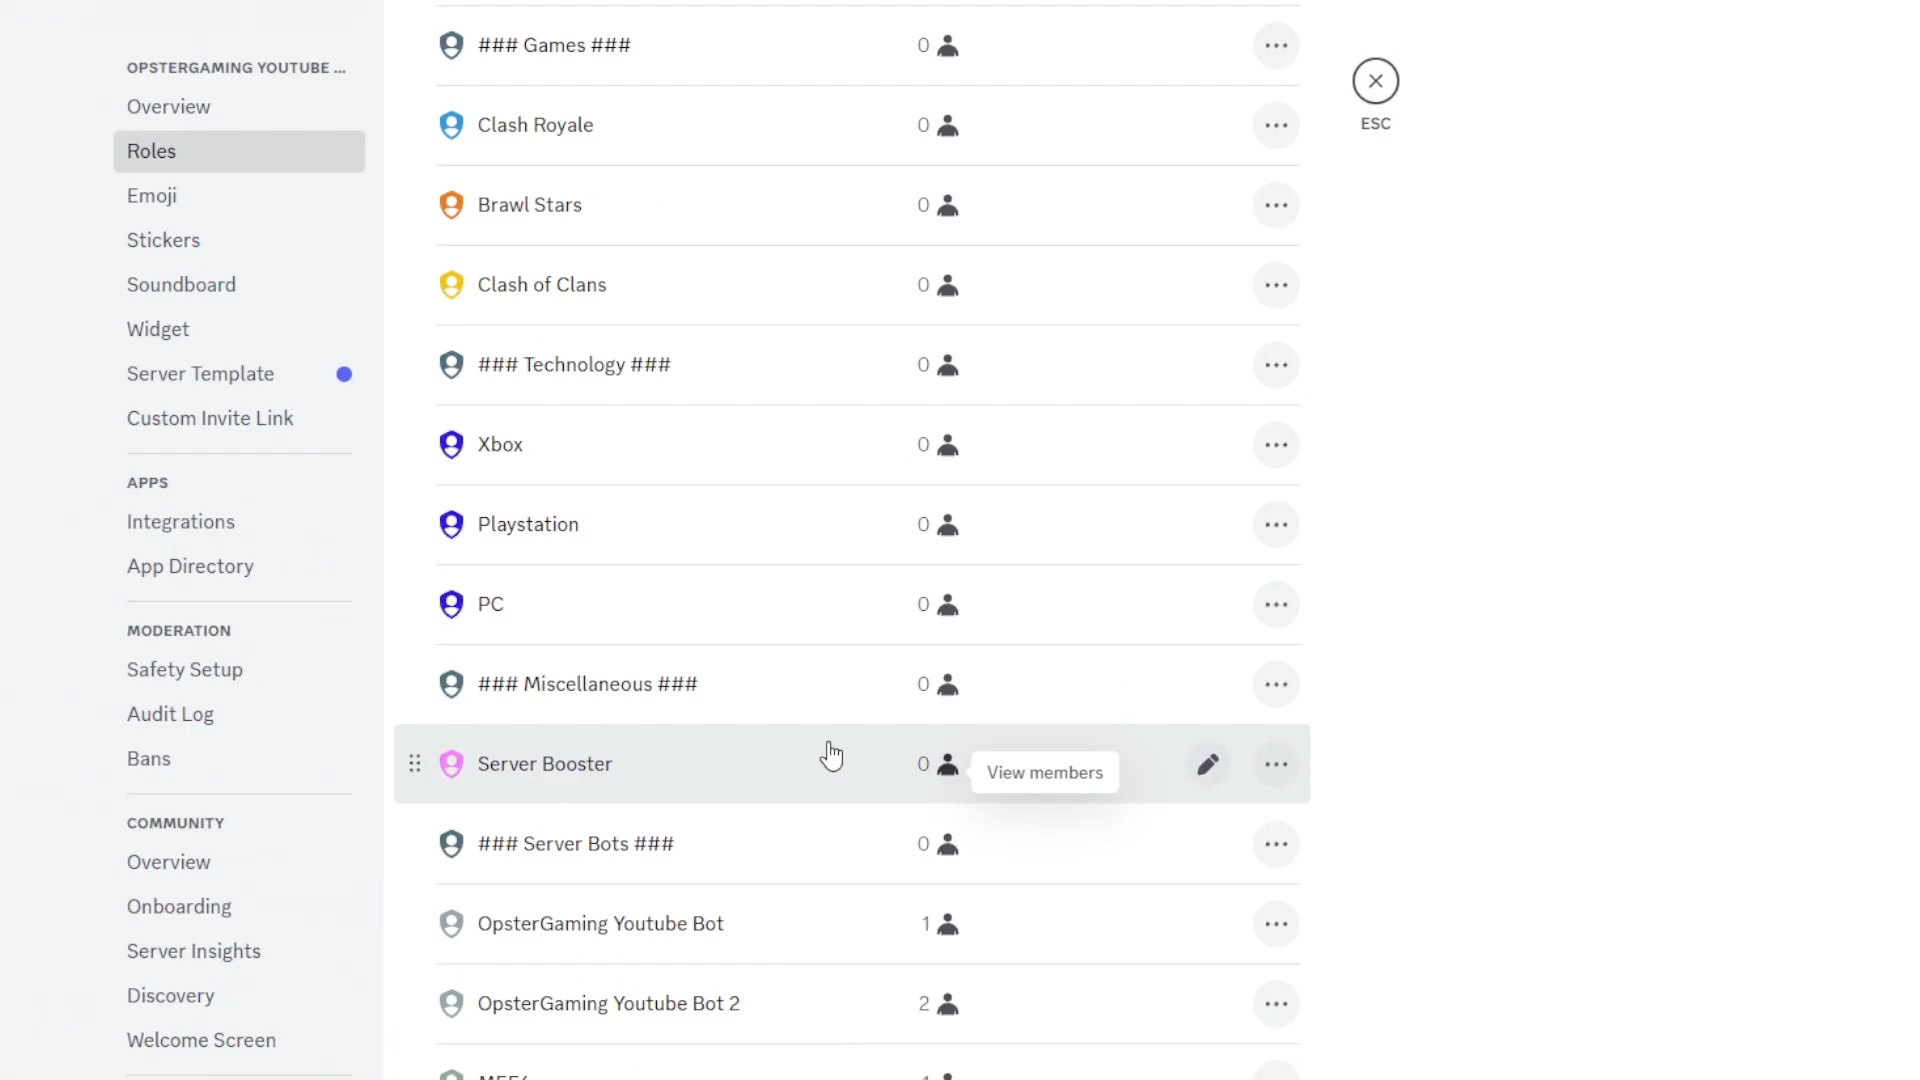 OPSTERGAMING YOUTUBE ...
Overview
Roles
Emoji
Stickers
Soundboard
Widget
Server Template
Custom Invite Link
APPS
Integrations
App Directory
MODERATION
Safety Setup
Audit Log
Bans
COMMUNITY
Overview
Onboarding
Server Insights
Discovery
Welcome Screen
### Games ### 0
Clash Royale 0
Brawl Stars 0
Clash of Clans 0
### Technology ### 0
Xbox 0
Playstation 0
PC 0
### Miscellaneous ### 0
Server Booster 0 View members
### Server Bots ### 0
OpsterGaming Youtube Bot 1
OpsterGaming Youtube Bot 2 2
ESC